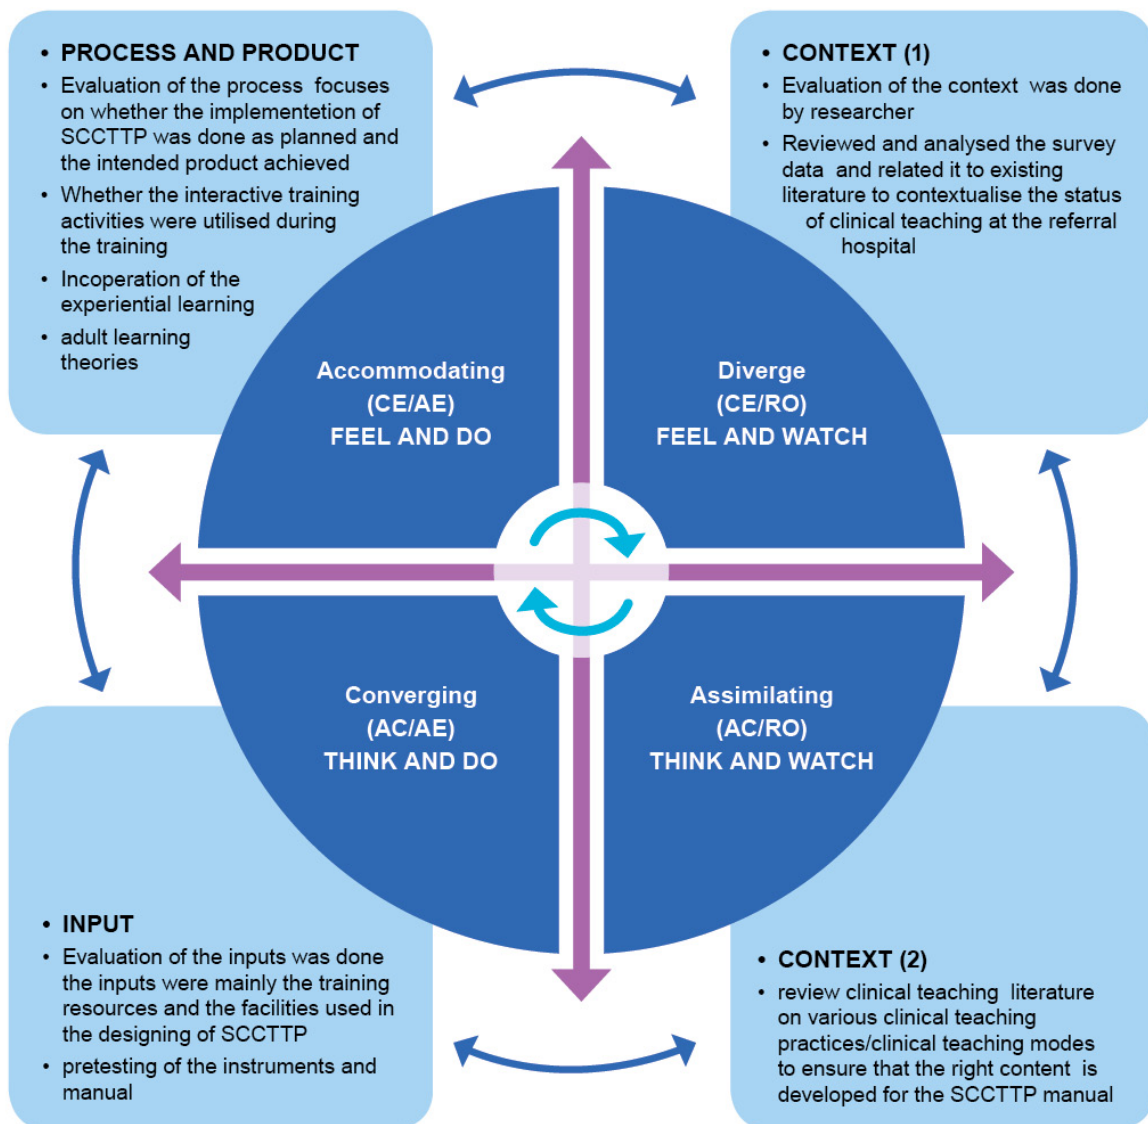 • PROCESS AND PRODUCT
• Evaluation of the process focuses
on whether the implementetion of
SCCTTP was done as planned and
the intended product achieved
• Whether the interactive training
activities were utilised during
the training
• Incoperation of the
experiential learning
• adult learning
theories
• CONTEXT (1)
• Evaluation of the context was done
by researcher
• Reviewed and analysed the survey
data and related it to existing
literature to contextualise the status
of clinical teaching at the referral
hospital
Accommodating
(CE/AE)
FEEL AND DO
Diverge
(CE/RO)
FEEL AND WATCH
Converging
(AC/AE)
THINK AND DO
Assimilating
(AC/RO)
THINK AND WATCH
• INPUT
• Evaluation of the inputs was done
the inputs were mainly the training
resources and the facilities used in
the designing of SCCTTP
• pretesting of the instruments and
manual
• CONTEXT (2)
• review clinical teaching literature
on various clinical teaching
practices/clinical teaching modes
to ensure that the right content is
developed for the SCCTTP manual